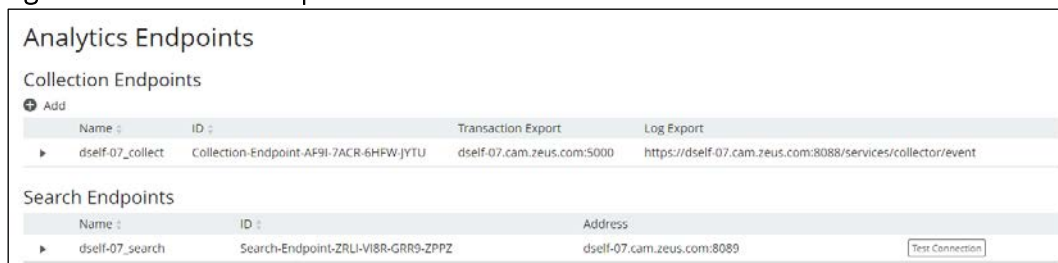 Analytics Endpoints
Collection Endpoints
Add
Name ID Transaction Export Log Export
dself-07_collect Collection-Endpoint-AF9I-7ACR-6HFW-JYTU dself-07.cam.zeus.com:5000 https://dself-07.cam.zeus.com:8088/services/collector/event
Search Endpoints
Name ID Address
dself-07_search Search-Endpoint-ZRLI-VI8R-GRR9-ZPPZ dself-07.cam.zeus.com:8089 Test Connection